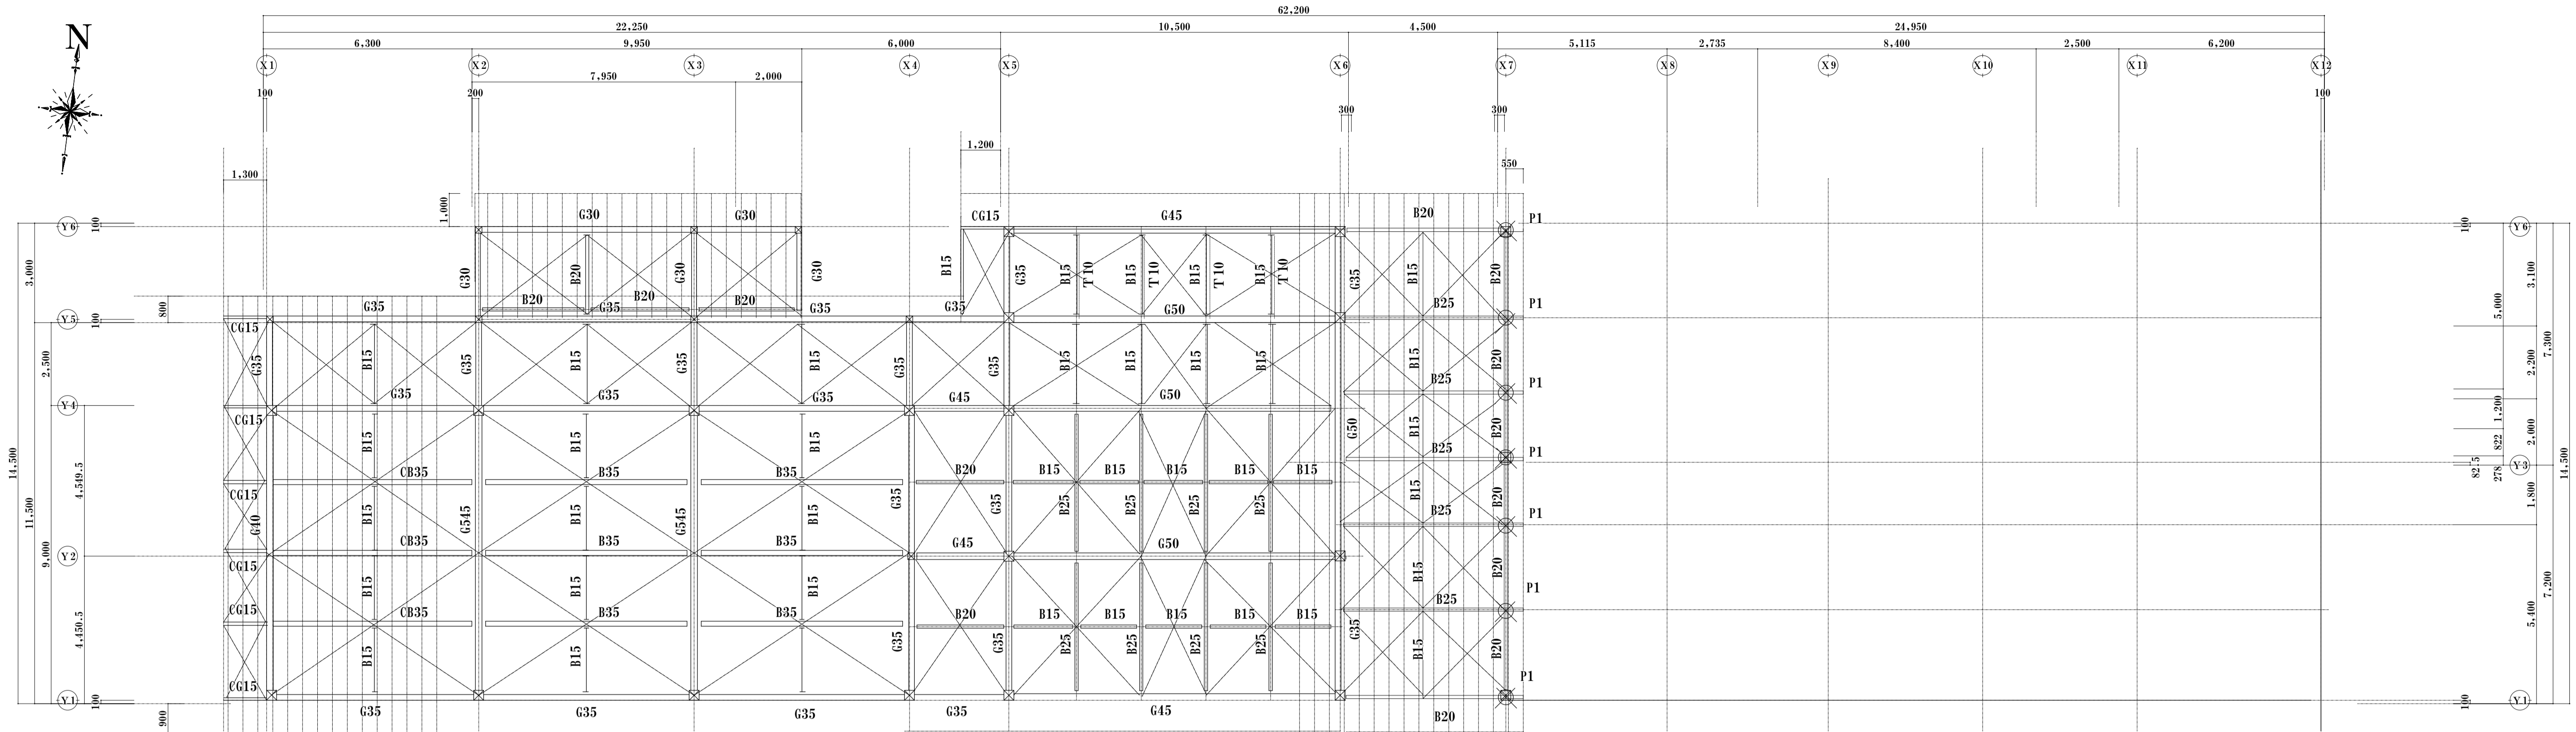 62,200
N
22,250 10,500 4,500 24,950
6,300 9,950 6,000 5,115 2,735 8,400 2,500 6,200
X1 X2 X3 X4 X5 X6 X7 X8 X9 X10 X11 X12
7,950 2,000
100 200 100
300 300
1,200
550
1,300
1,000
G30 G30 CG15 G45 B20 P1
Y6 100 100 Y6
3,000 G30 B20 G30 G30 B15 G35 B15 T10 B15 T10 B15 T10 B15 T10 G35 B15 B20 3,100
800 B20 B20 B20 5,000
G35 G35 G35 G35 G50 B25 P1
Y5 100
CG15
2,500 G35 B15 G35 B15 G35 B15 G35 G35 B15 B15 B15 B15 B15 B20 2,200 7,300
G35 G35 G35 G45 G50 B25 P1
Y4
CG15 1,200
B15 B15 B15 G50 B15 B20 2,000
822
14,500 4,549.5 CG15 CB35 B35 B35 B20 B15 B15 B15 B15 B15 B25 P1 Y3
82.5 278 14,500
11,500 G40 B15 G545 B15 G545 B15 G35 G35 B25 B25 B25 B25 B15 B20 1,800
CB35 B35 B35 G45 G50 B25 P1
9,000 Y2
CG15
B15 B15 B15 B15 B20 7,200
CG15 CB35 B35 B35 B20 B15 B15 B15 B15 B15 B25 P1
4,450.5 B15 B15 B15 G35 G35 B25 B25 B25 B25 G35 B15 B20 5,400
CG15 P1
Y1 100 100 Y1
900 G35 G35 G35 G35 G45 B20